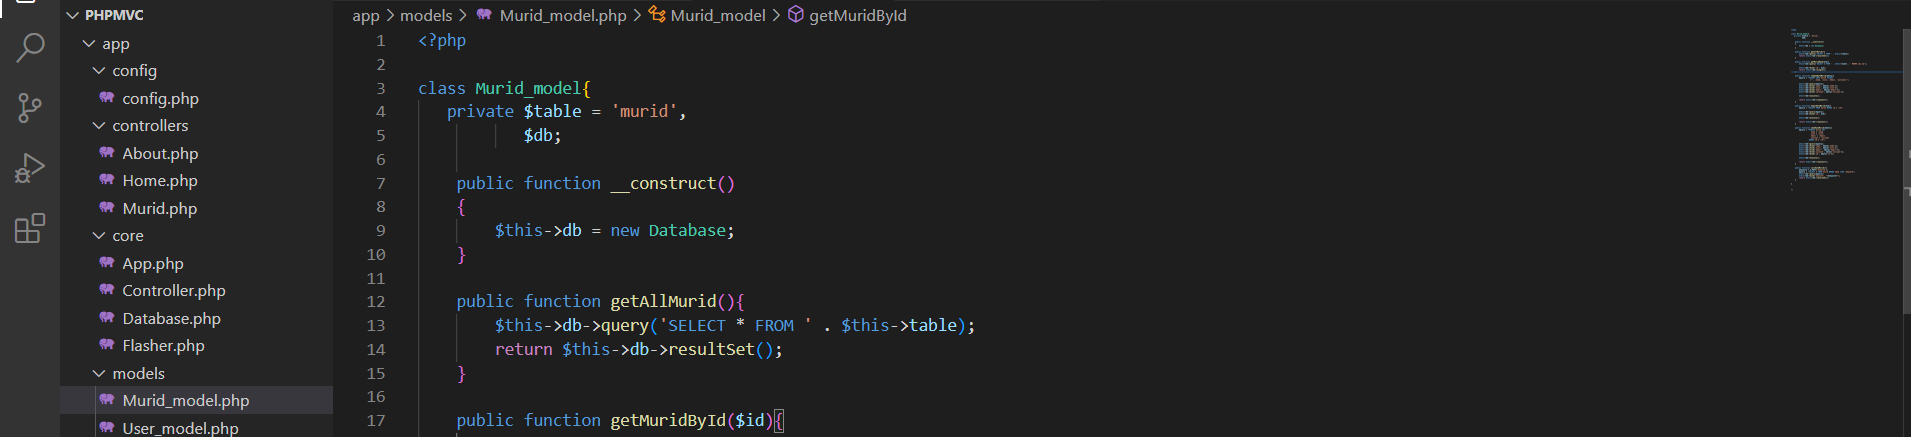 PHPMVC
app
config
config.php
controllers
About.php
Home.php
Murid.php
core
App.php
Controller.php
Database.php
Flasher.php
models
Murid_model.php
User_model.php
app > models > Murid_model.php > Murid_model > getMuridById
1 <?php
2
3 class Murid_model{
4 private $table = 'murid',
5 $db;
6
7 public function __construct()
8 {
9 $this->db = new Database;
10 }
11
12 public function getAllMurid(){
13 $this->db->query('SELECT * FROM ' . $this->table);
14 return $this->db->resultSet();
15 }
16
17 public function getMuridById($id){